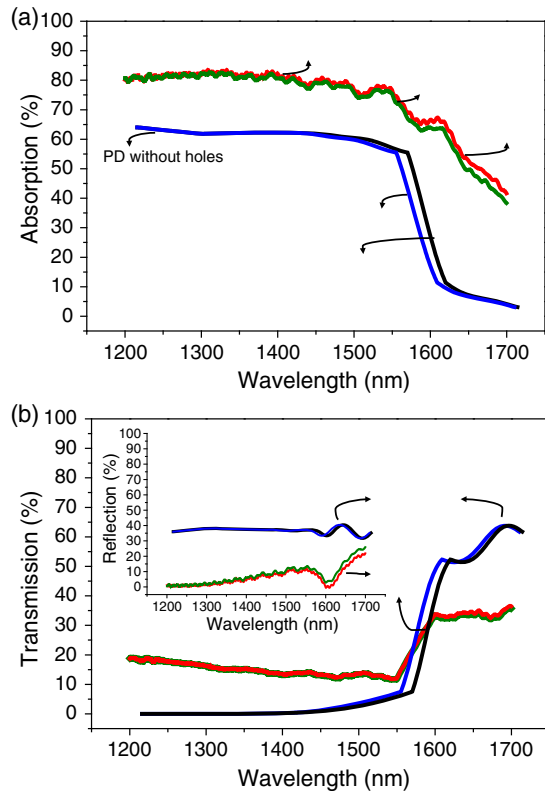 (a)
100
90
80
70
60
50
40
30
20
10
0
Absorption (%)
PD without holes
1200 1300 1400 1500 1600 1700
Wavelength (nm)
(b)
100
90
80
70
60
50
40
30
20
10
0
Transmission (%)
100
90
80
70
60
50
40
30
20
10
0
Reflection (%)
1200 1300 1400 1500 1600 1700
Wavelength (nm)
1200 1300 1400 1500 1600 1700
Wavelength (nm)